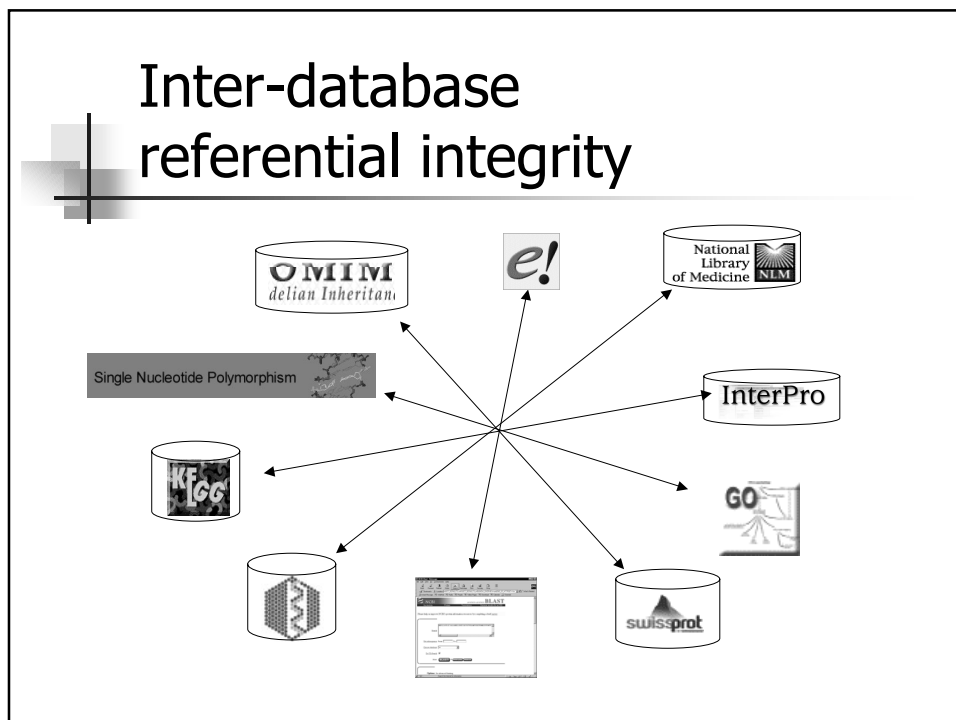 Inter-database
referential integrity
OMIM
delian Inheritan
e!
National
Library
of Medicine
NLM
Single Nucleotide Polymorphism
InterPro
KEGG
GO
BLAST
swissprot